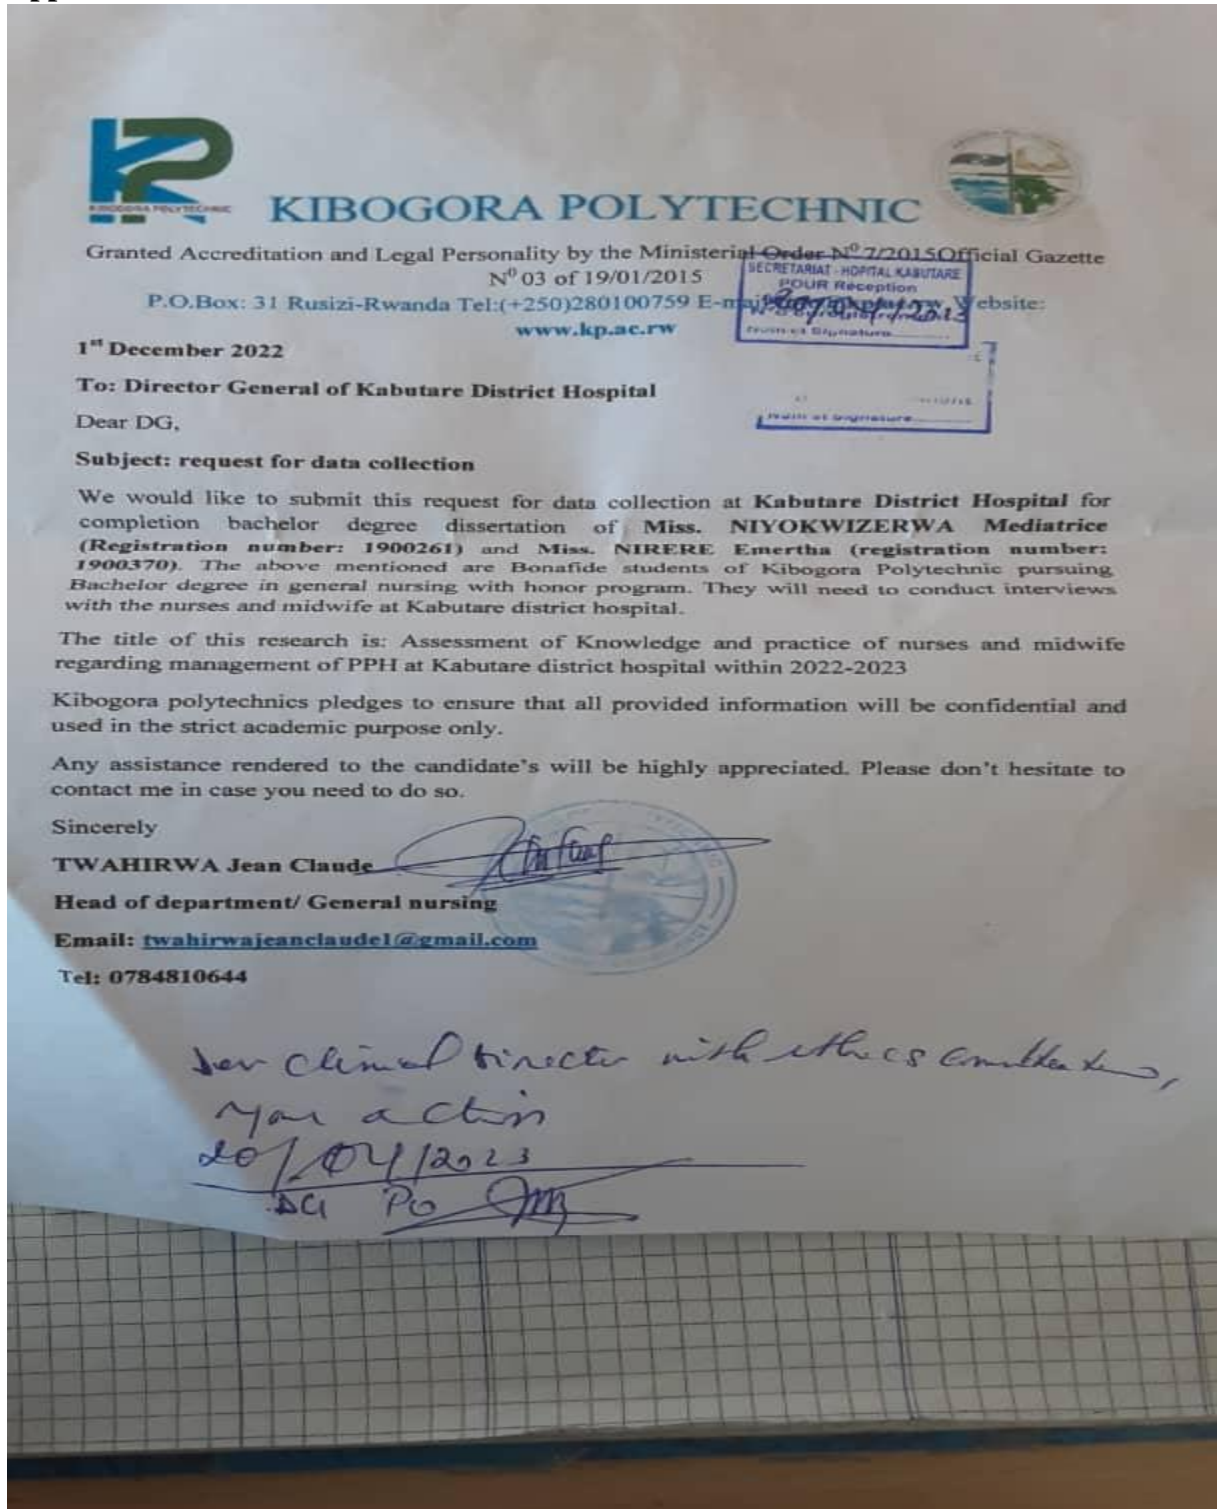 KIBOGORA POLYTECHNIC
KIBOGORA POLYTECHNIC
Granted Accreditation and Legal Personality by the Ministerial Order N⁰ 7/2015Official Gazette
N⁰ 03 of 19/01/2015
SECRETARIAT - HOPITAL KABUTARE
POUR Réception
P.O.Box: 31 Rusizi-Rwanda Tel:(+250)280100759 Website:
www.kp.ac.rw
Nom et Signature
1st December 2022
To: Director General of Kabutare District Hospital
Dear DG,
Nom et Signature
Subject: request for data collection
We would like to submit this request for data collection at Kabutare District Hospital for
completion bachelor degree dissertation of Miss. NIYOKWIZERWA Mediatrice
(Registration number: 1900261) and Miss. NIRERE Emertha (registration number:
1900370). The above mentioned are Bonafide students of Kibogora Polytechnic pursuing
Bachelor degree in general nursing with honor program. They will need to conduct interviews
with the nurses and midwife at Kabutare district hospital.
The title of this research is: Assessment of Knowledge and practice of nurses and midwife
regarding management of PPH at Kabutare district hospital within 2022-2023
Kibogora polytechnics pledges to ensure that all provided information will be confidential and
used in the strict academic purpose only.
Any assistance rendered to the candidate's will be highly appreciated. Please don't hesitate to
contact me in case you need to do so.
Sincerely
TWAHIRWA Jean Claude
Head of department/ General nursing
Email: twahirwajeanclaude1@gmail.com
Tel: 0784810644
Clinical Director with ethics
your action
20/04/2023
DG PO